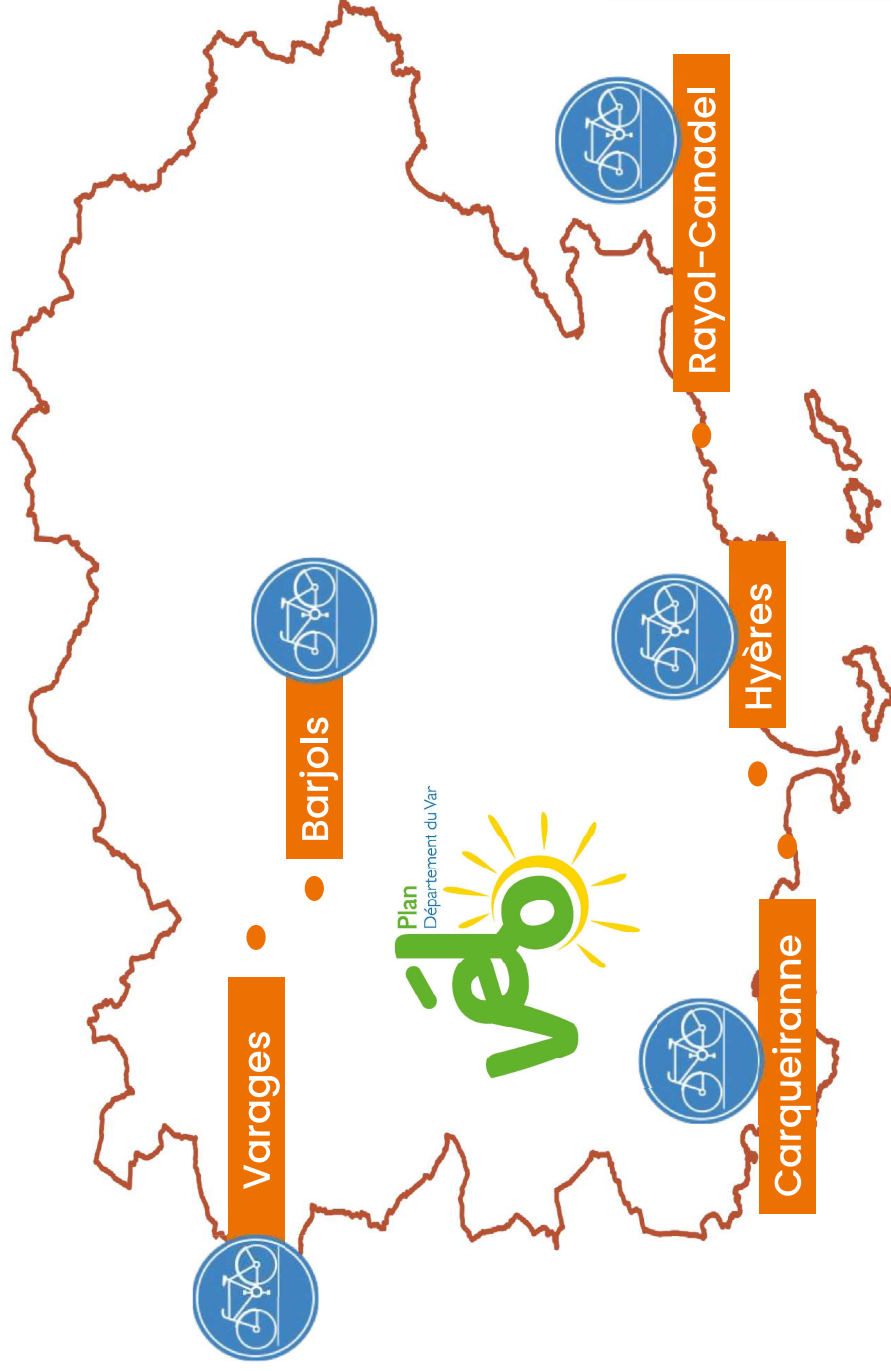 Varages
Barjols
Plan
Département du Var
vélo
Rayol-Canadel
Hyères
Carqueiranne